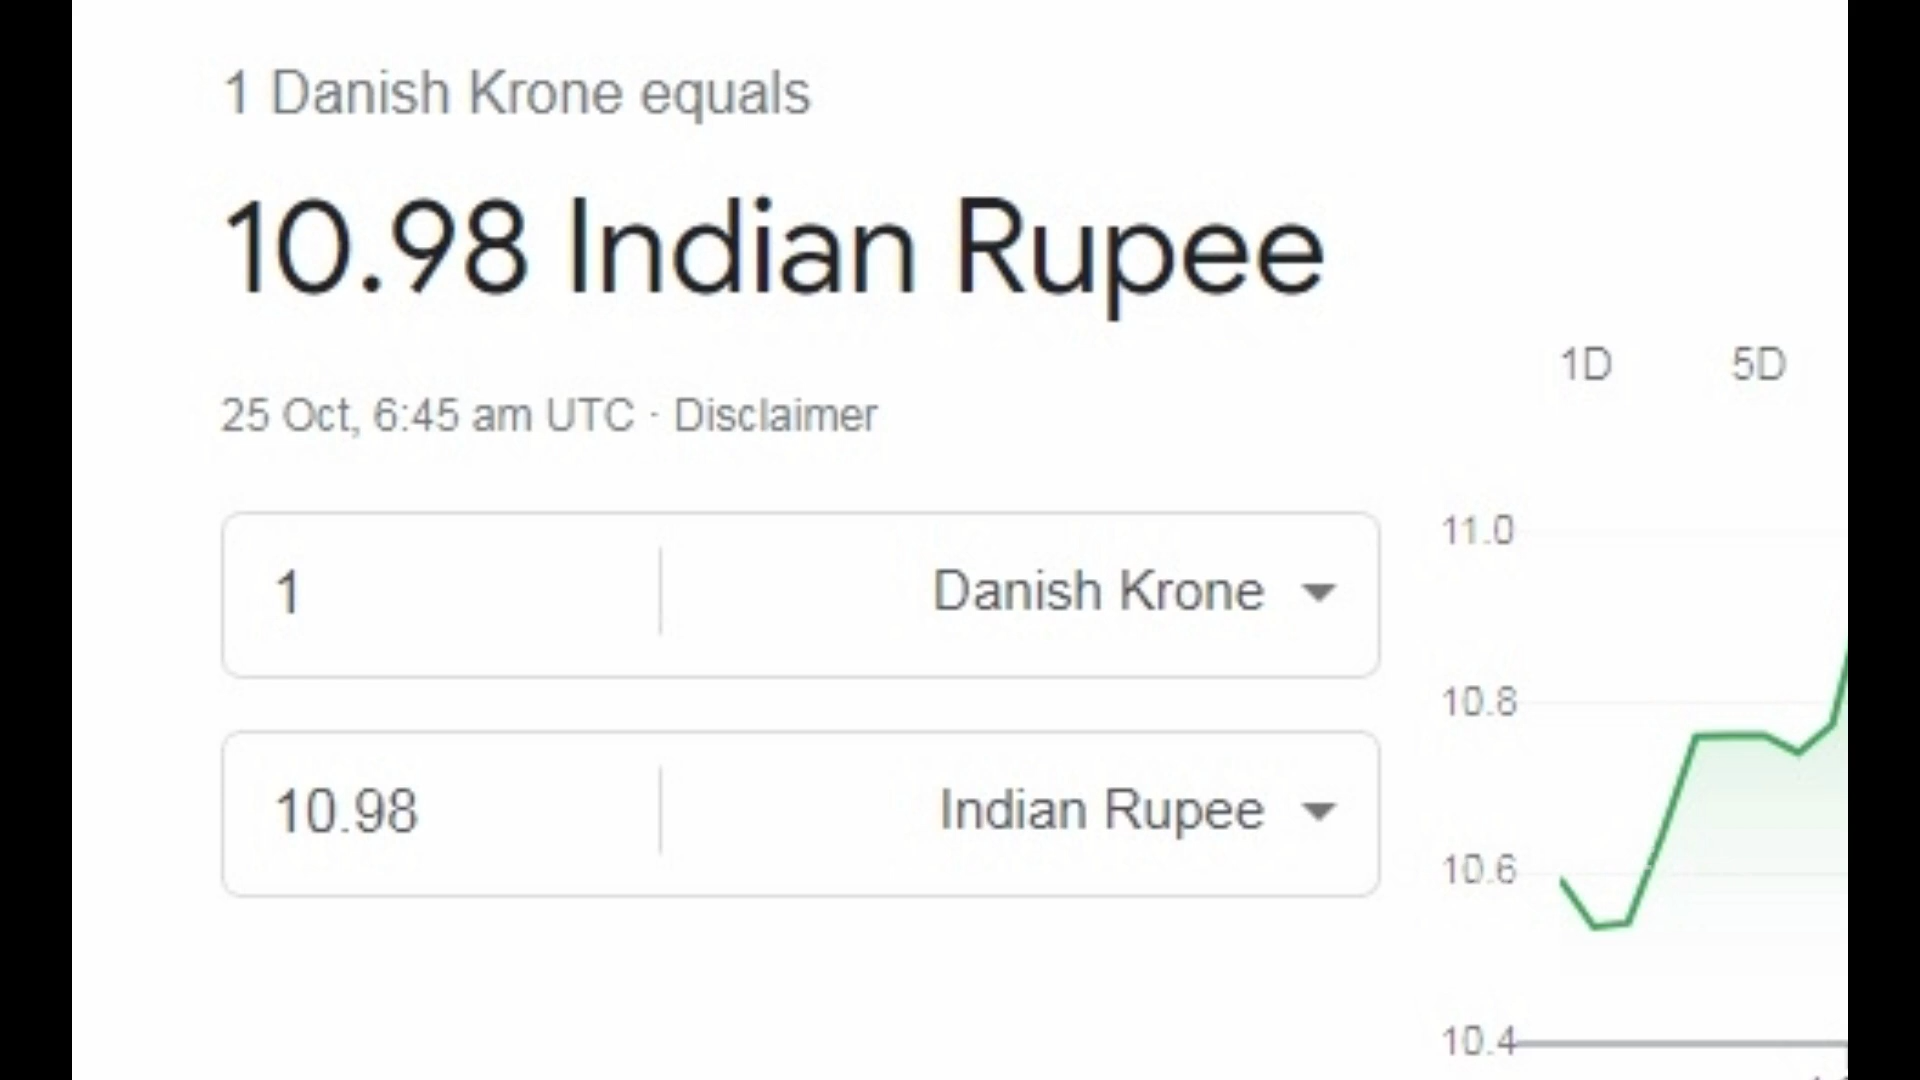 1 Danish Krone equals
10.98 Indian Rupee
1D 5D
25 Oct, 6:45 am UTC · Disclaimer
11.0
1 Danish Krone
10.8
10.98 Indian Rupee
10.6
10.4